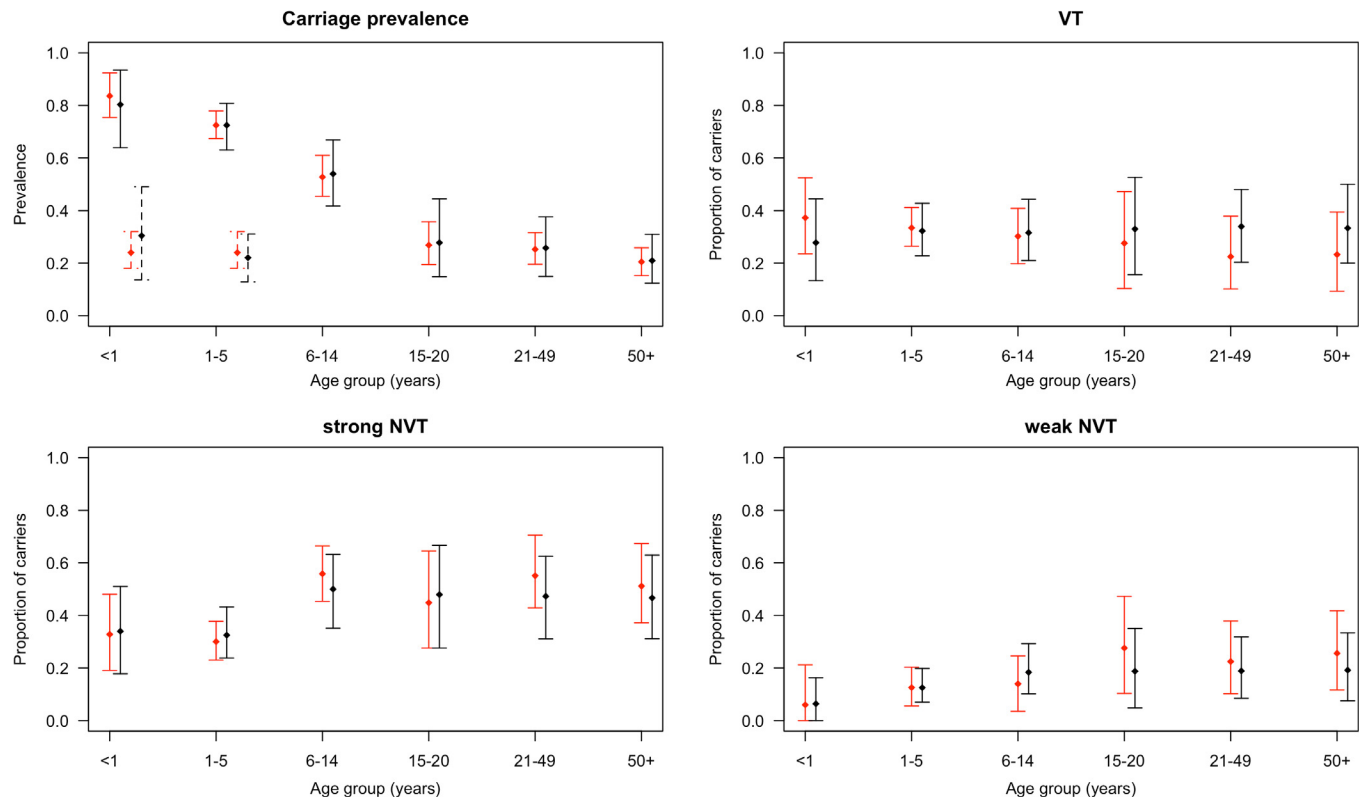 Carriage prevalence
Prevalence
1.0
0.8
0.6
0.4
0.2
0.0
<1 1-5 6-14 15-20 21-49 50+
Age group (years)
VT
Proportion of carriers
1.0
0.8
0.6
0.4
0.2
0.0
<1 1-5 6-14 15-20 21-49 50+
Age group (years)
strong NVT
Proportion of carriers
1.0
0.8
0.6
0.4
0.2
0.0
<1 1-5 6-14 15-20 21-49 50+
Age group (years)
weak NVT
Proportion of carriers
1.0
0.8
0.6
0.4
0.2
0.0
<1 1-5 6-14 15-20 21-49 50+
Age group (years)